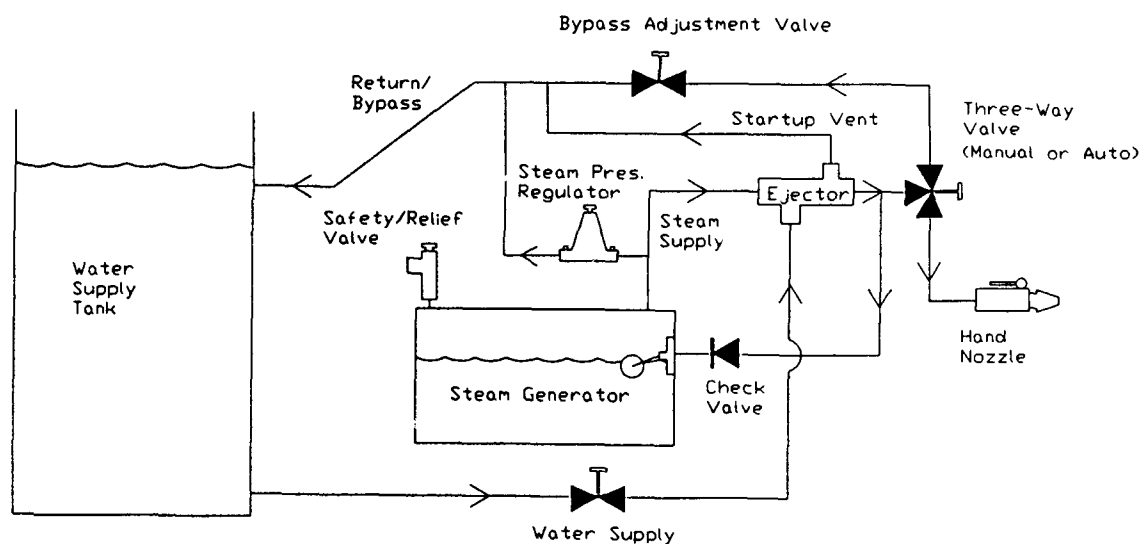 Bypass Adjustment Valve
Return/
Bypass
Three-Way
Valve
(Manual or Auto)
Startup Vent
Steam Pres.
Regulator
Ejector
Safety/Relief
Valve
Steam
Supply
Water
Supply
Tank
Hand
Nozzle
Steam Generator
Check
Valve
Water Supply